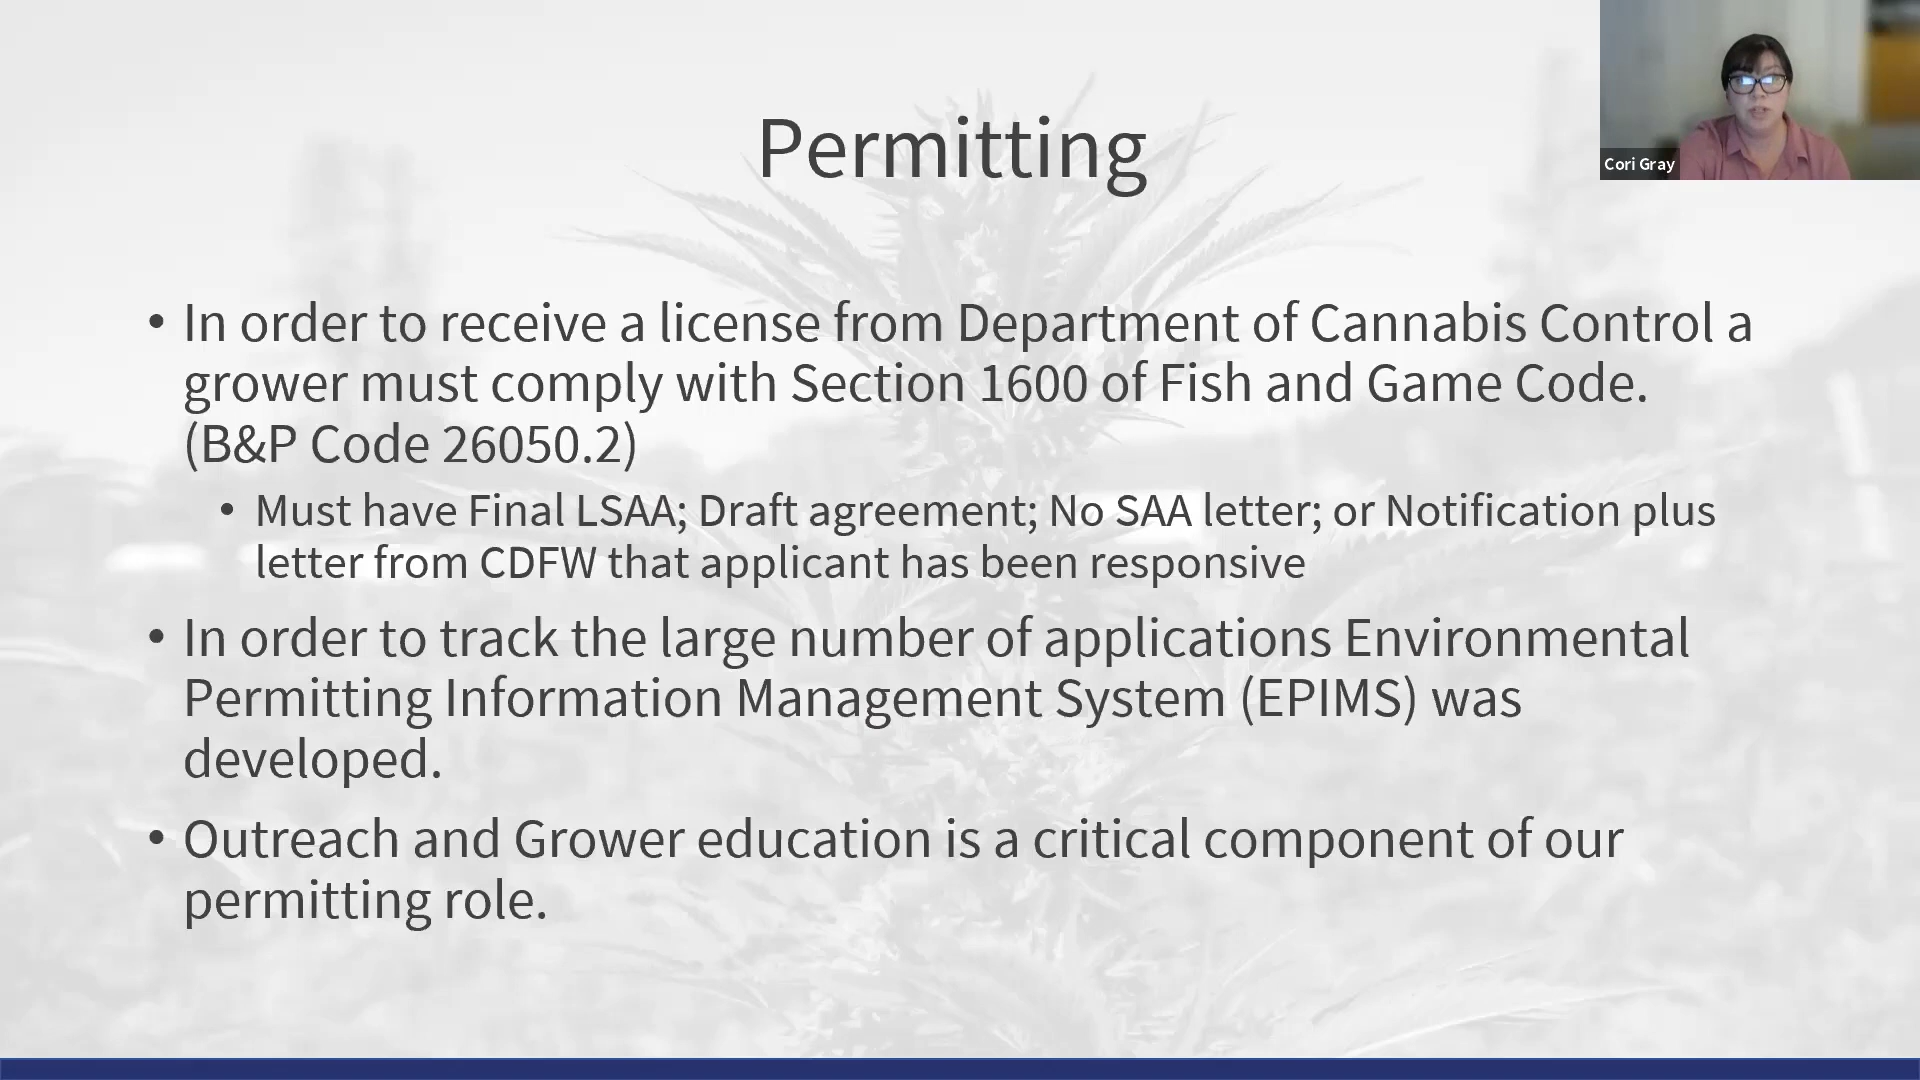 Permitting
Cori Gray
• In order to receive a license from Department of Cannabis Control a
grower must comply with Section 1600 of Fish and Game Code.
(B&P Code 26050.2)
• Must have Final LSAA; Draft agreement; No SAA letter; or Notification plus
letter from CDFW that applicant has been responsive
• In order to track the large number of applications Environmental
Permitting Information Management System (EPIMS) was
developed.
• Outreach and Grower education is a critical component of our
permitting role.